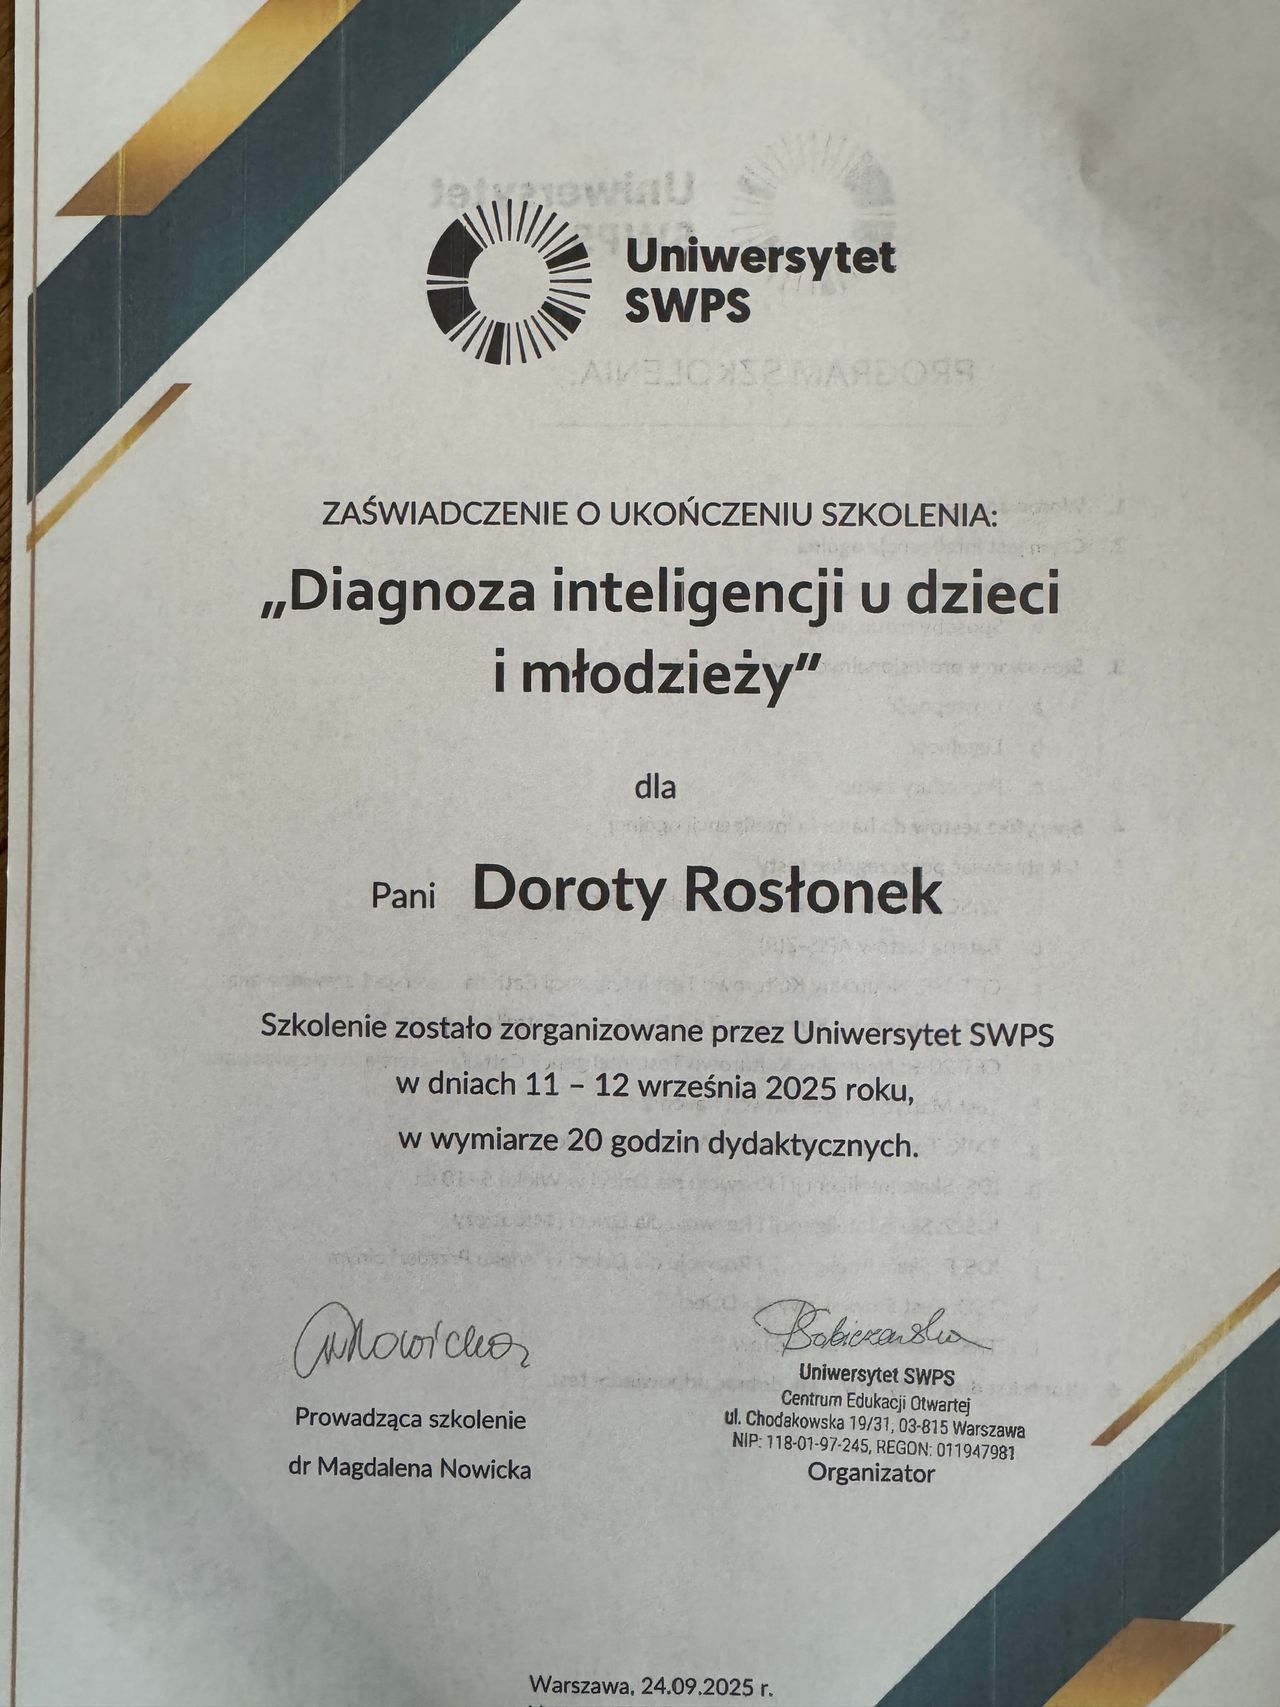 Uniwersytet
SWPS
ZAŚWIADCZENIE O UKOŃCZENIU SZKOLENIA:
„Diagnoza inteligencji u dzieci
i młodzieży”
dla
Pani Doroty Rosłonek
Szkolenie zostało zorganizowane przez Uniwersytet SWPS
w dniach 11 – 12 września 2025 roku,
w wymiarze 20 godzin dydaktycznych.
Prowadząca szkolenie
dr Magdalena Nowicka
Uniwersytet SWPS
Centrum Edukacji Otwartej
ul. Chodakowska 19/31, 03-815 Warszawa
NIP: 118-01-97-245, REGON: 011947981
Organizator
Warszawa, 24.09.2025 r.